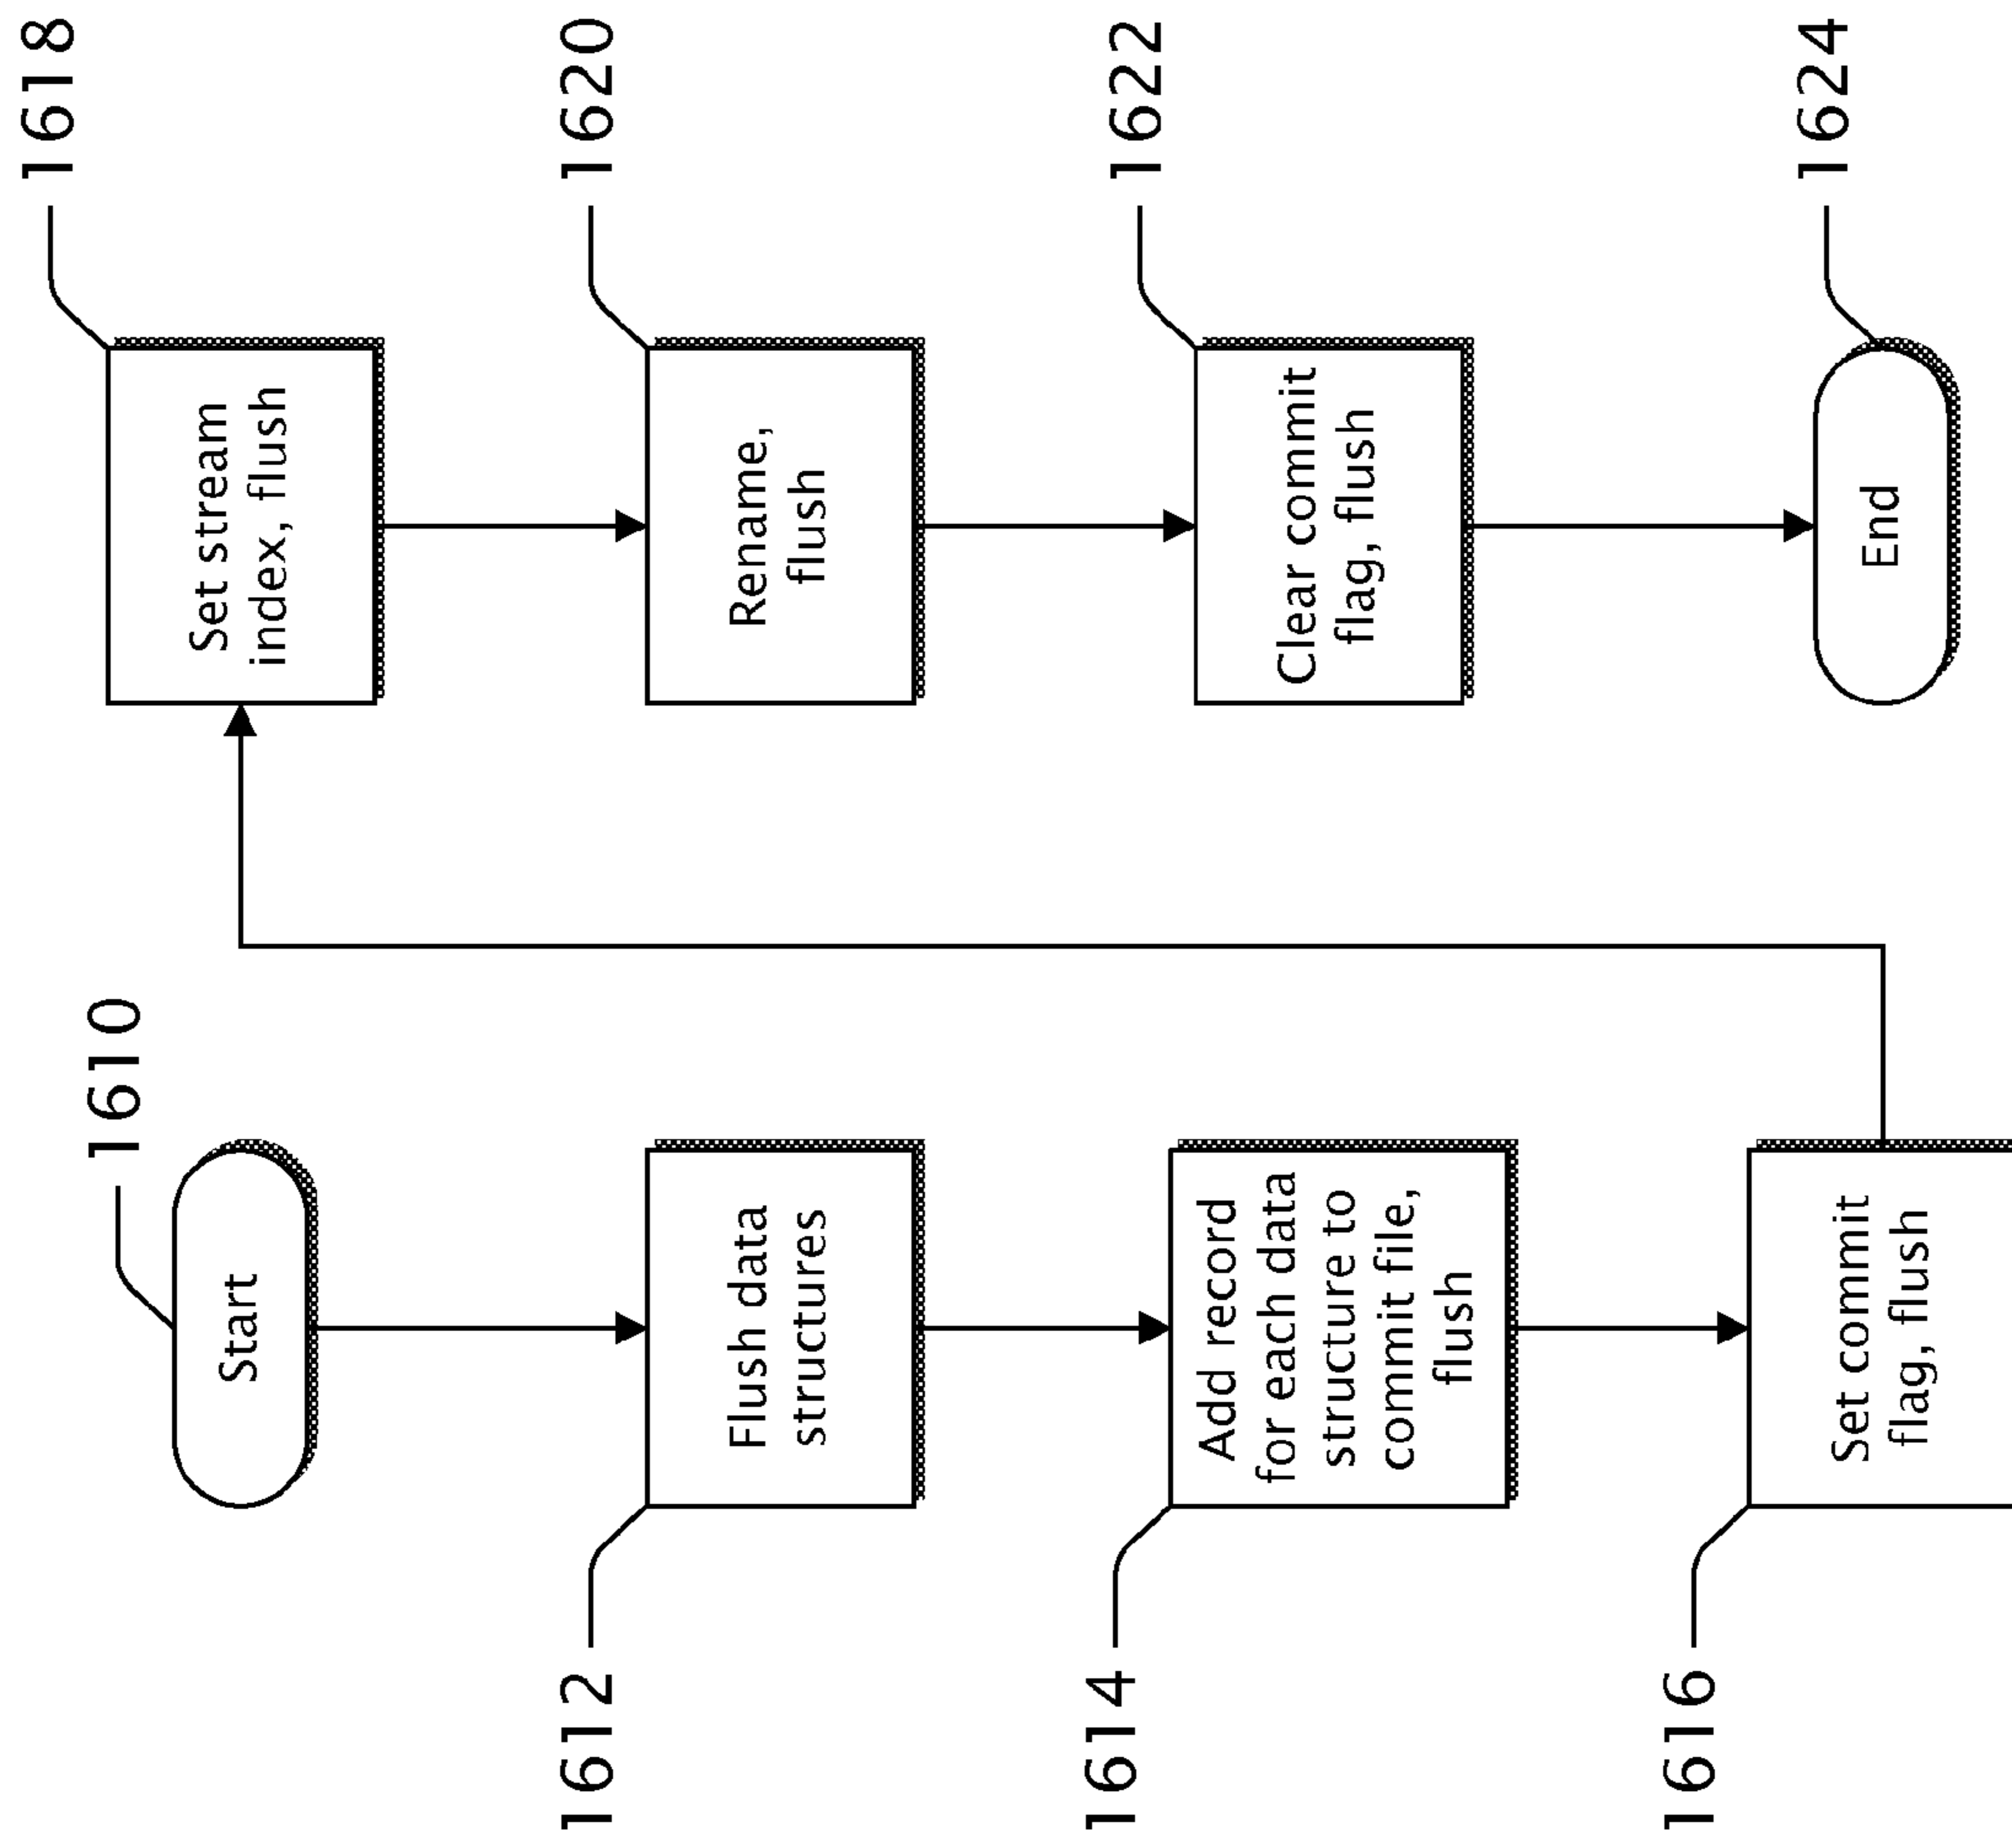 1610
Start
1612
Flush data
structures
1614
Add record
for each data
structure to
commit file,
flush
1616
Set commit
flag, flush
1618
Set stream
index, flush
1620
Rename,
flush
1622
Clear commit
flag, flush
1624
End